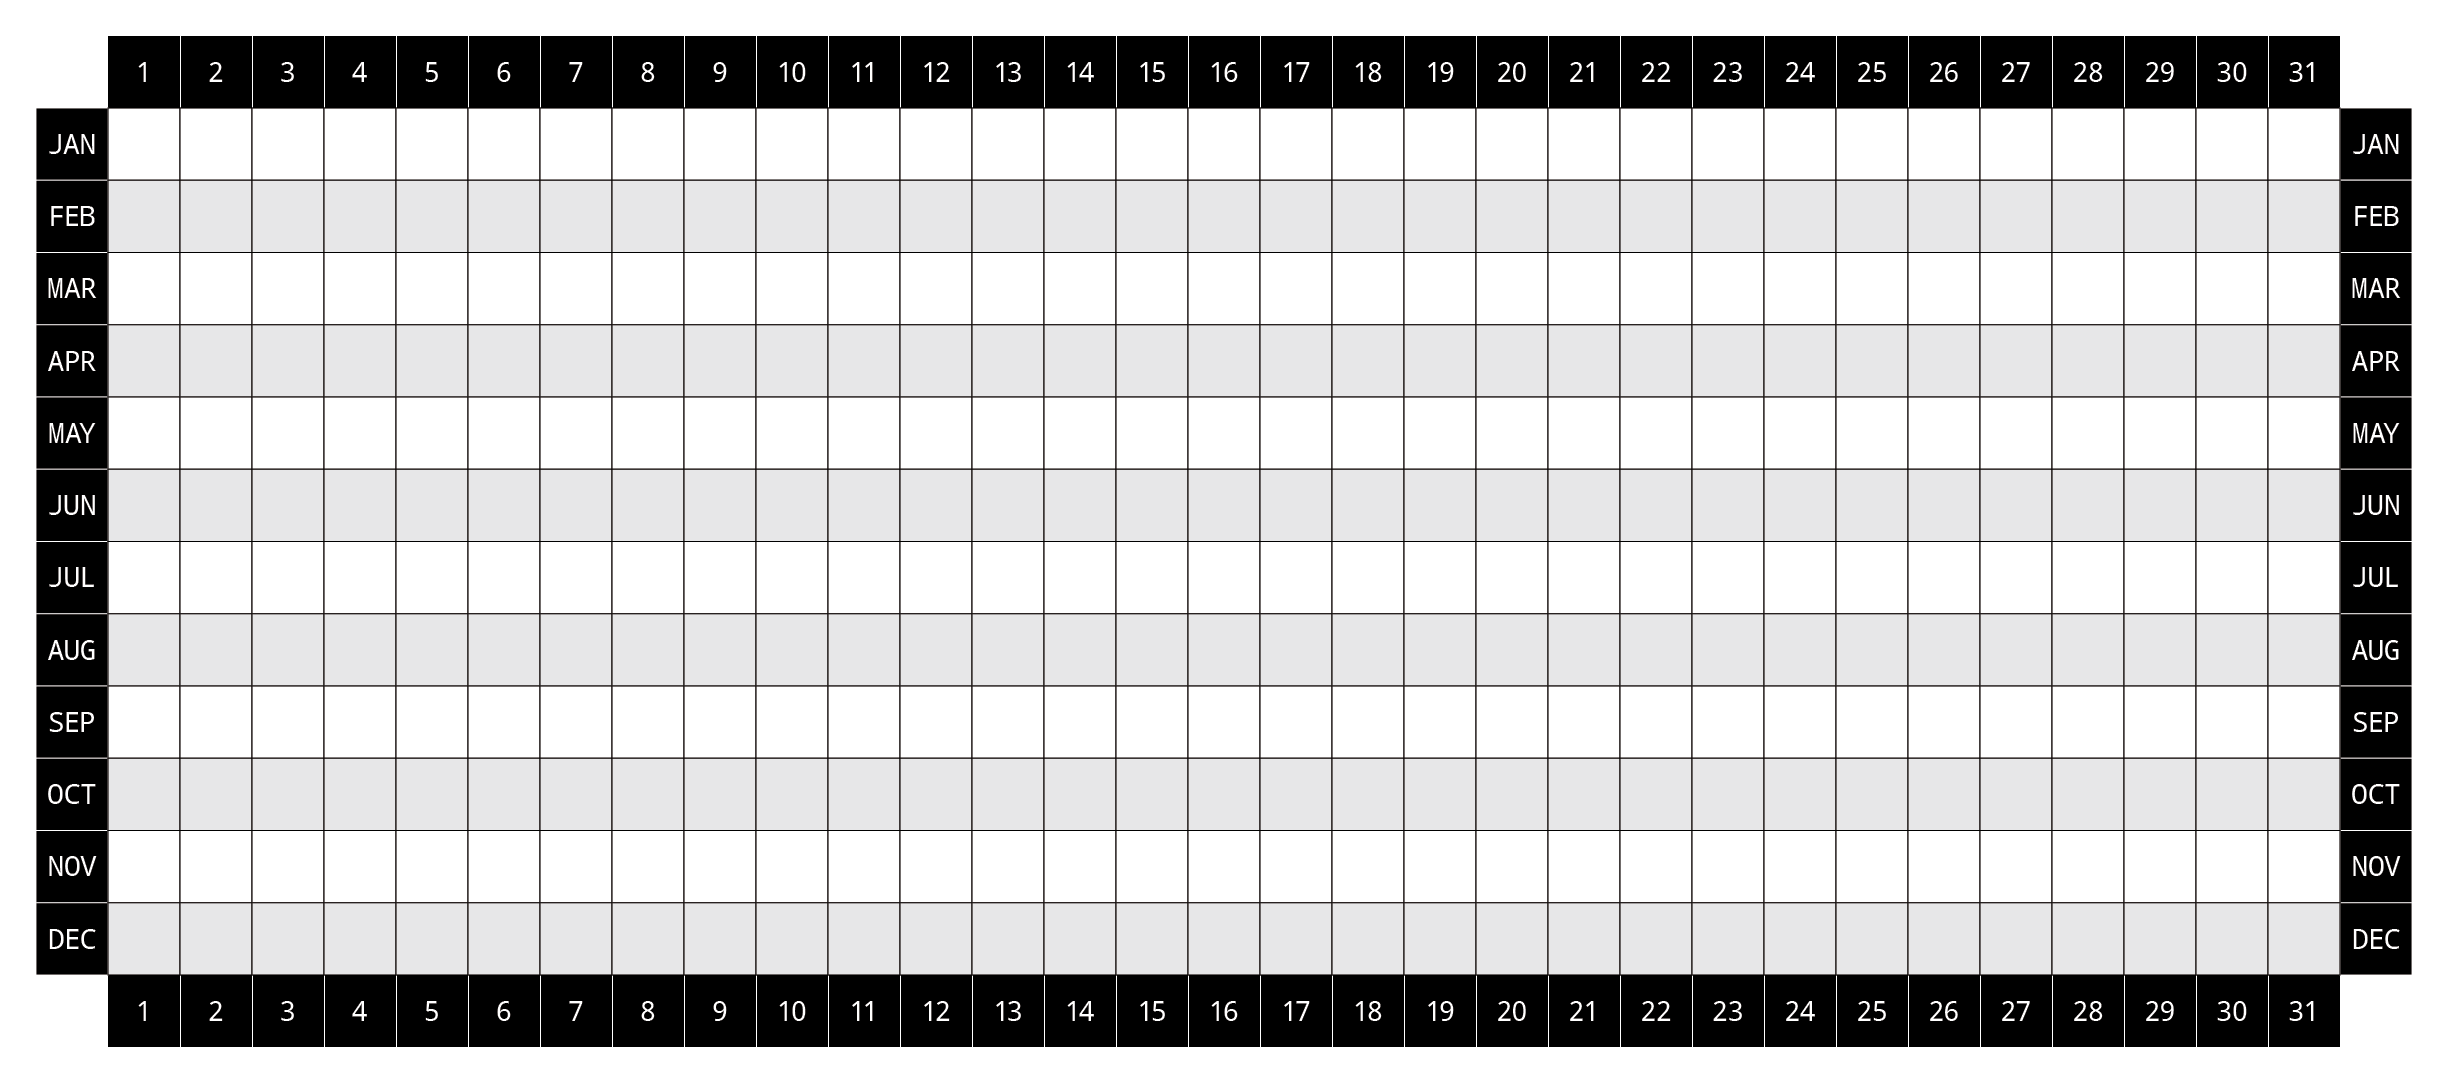 1 2 3 4 5 6 7 8 9 10 11 12 13 14 15 16 17 18 19 20 21 22 23 24 25 26 27 28 29 30 31
JAN JAN
FEB FEB
MAR MAR
APR APR
MAY MAY
JUN JUN
JUL JUL
AUG AUG
SEP SEP
OCT OCT
NOV NOV
DEC DEC
1 2 3 4 5 6 7 8 9 10 11 12 13 14 15 16 17 18 19 20 21 22 23 24 25 26 27 28 29 30 31